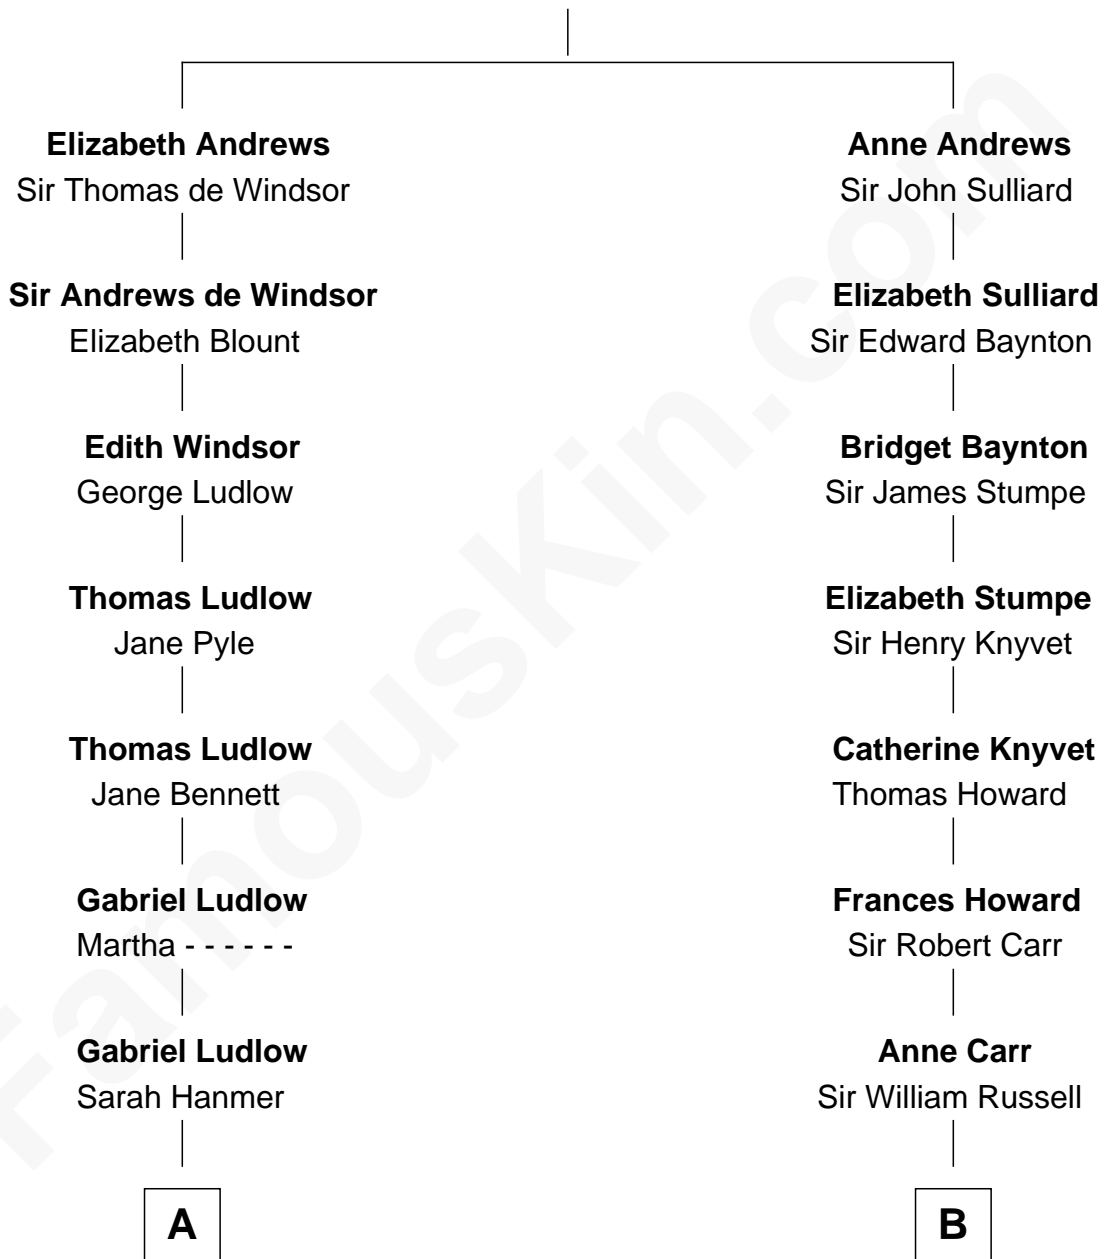 Elizabeth Andrews
Sir Thomas de Windsor
Anne Andrews
Sir John Sulliard
Sir Andrews de Windsor
Elizabeth Blount
Elizabeth Sulliard
Sir Edward Baynton
Edith Windsor
George Ludlow
Bridget Baynton
Sir James Stumpe
Thomas Ludlow
Jane Pyle
Elizabeth Stumpe
Sir Henry Knyvet
Thomas Ludlow
Jane Bennett
Catherine Knyvet
Thomas Howard
Gabriel Ludlow
Martha - - - - - -
Frances Howard
Sir Robert Carr
Gabriel Ludlow
Sarah Hanmer
Anne Carr
Sir William Russell
A
B
FamousKin.com